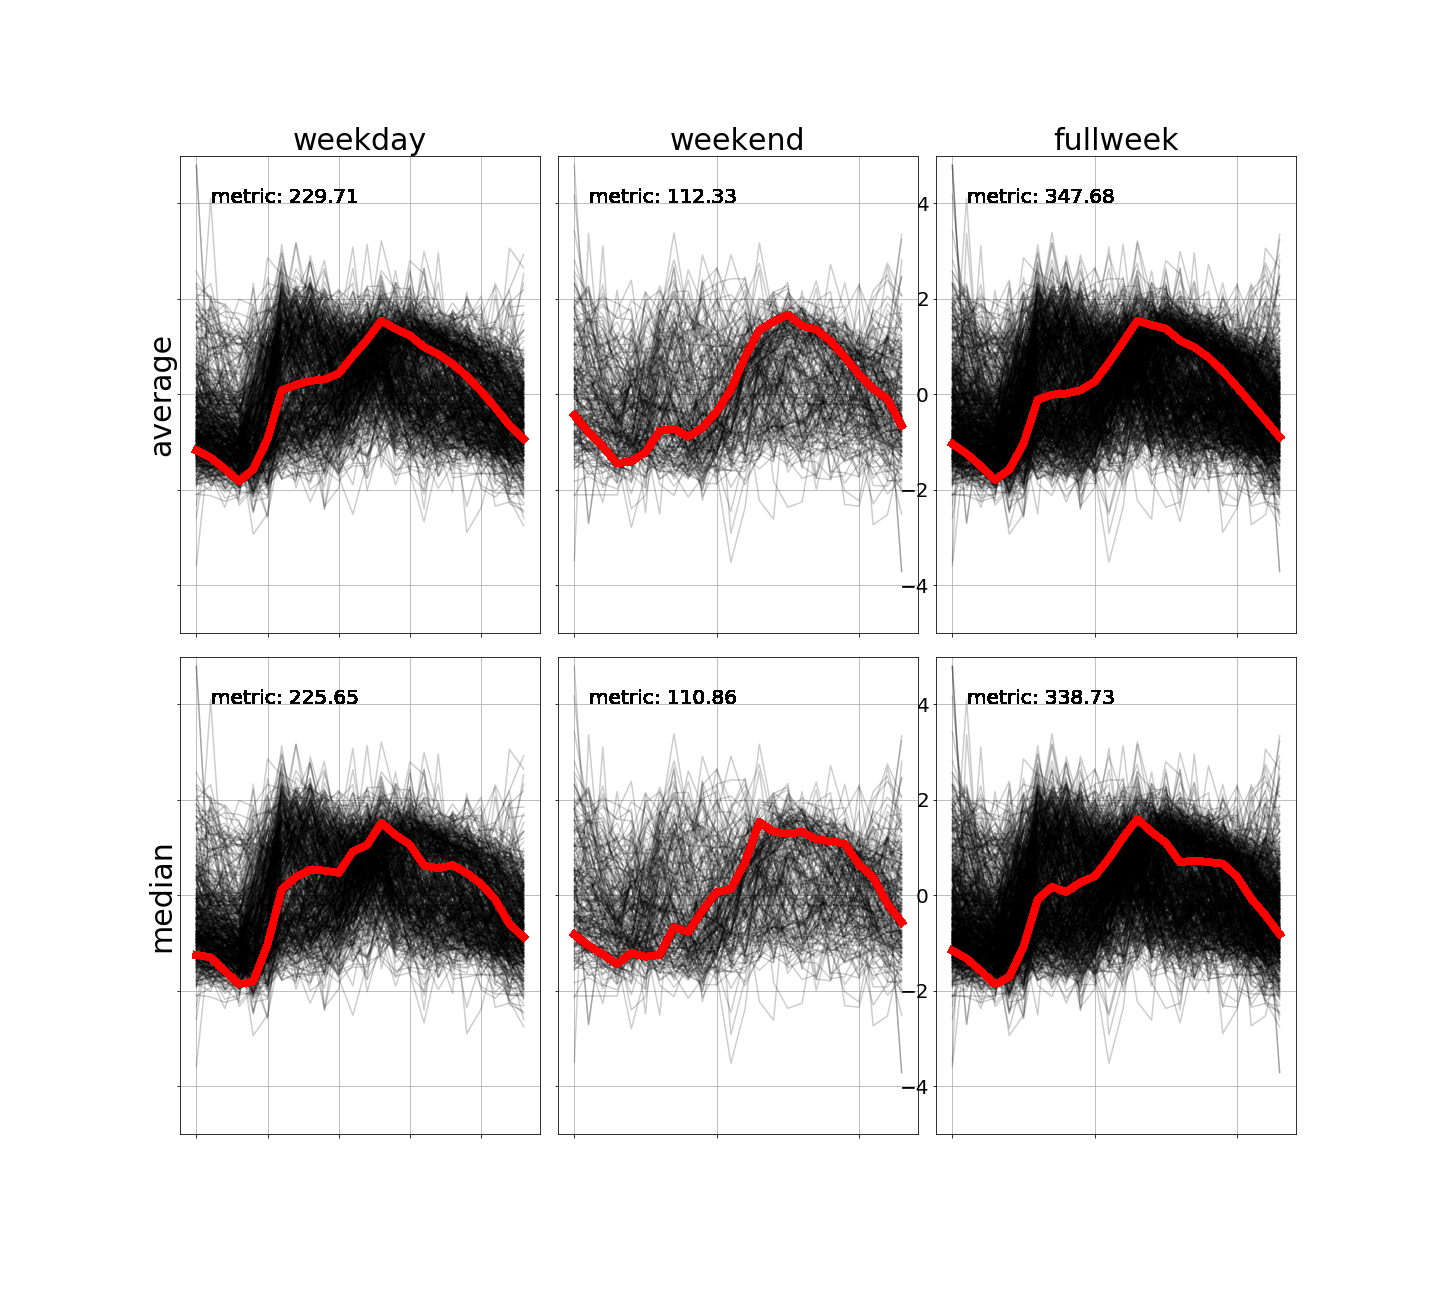 weekday weekend fullweek
metric: 229.71 metric: 112.33 metric: 347.68
average
4
2
0
−2
−4
metric: 225.65 metric: 110.86 metric: 338.73
median
4
2
0
−2
−4